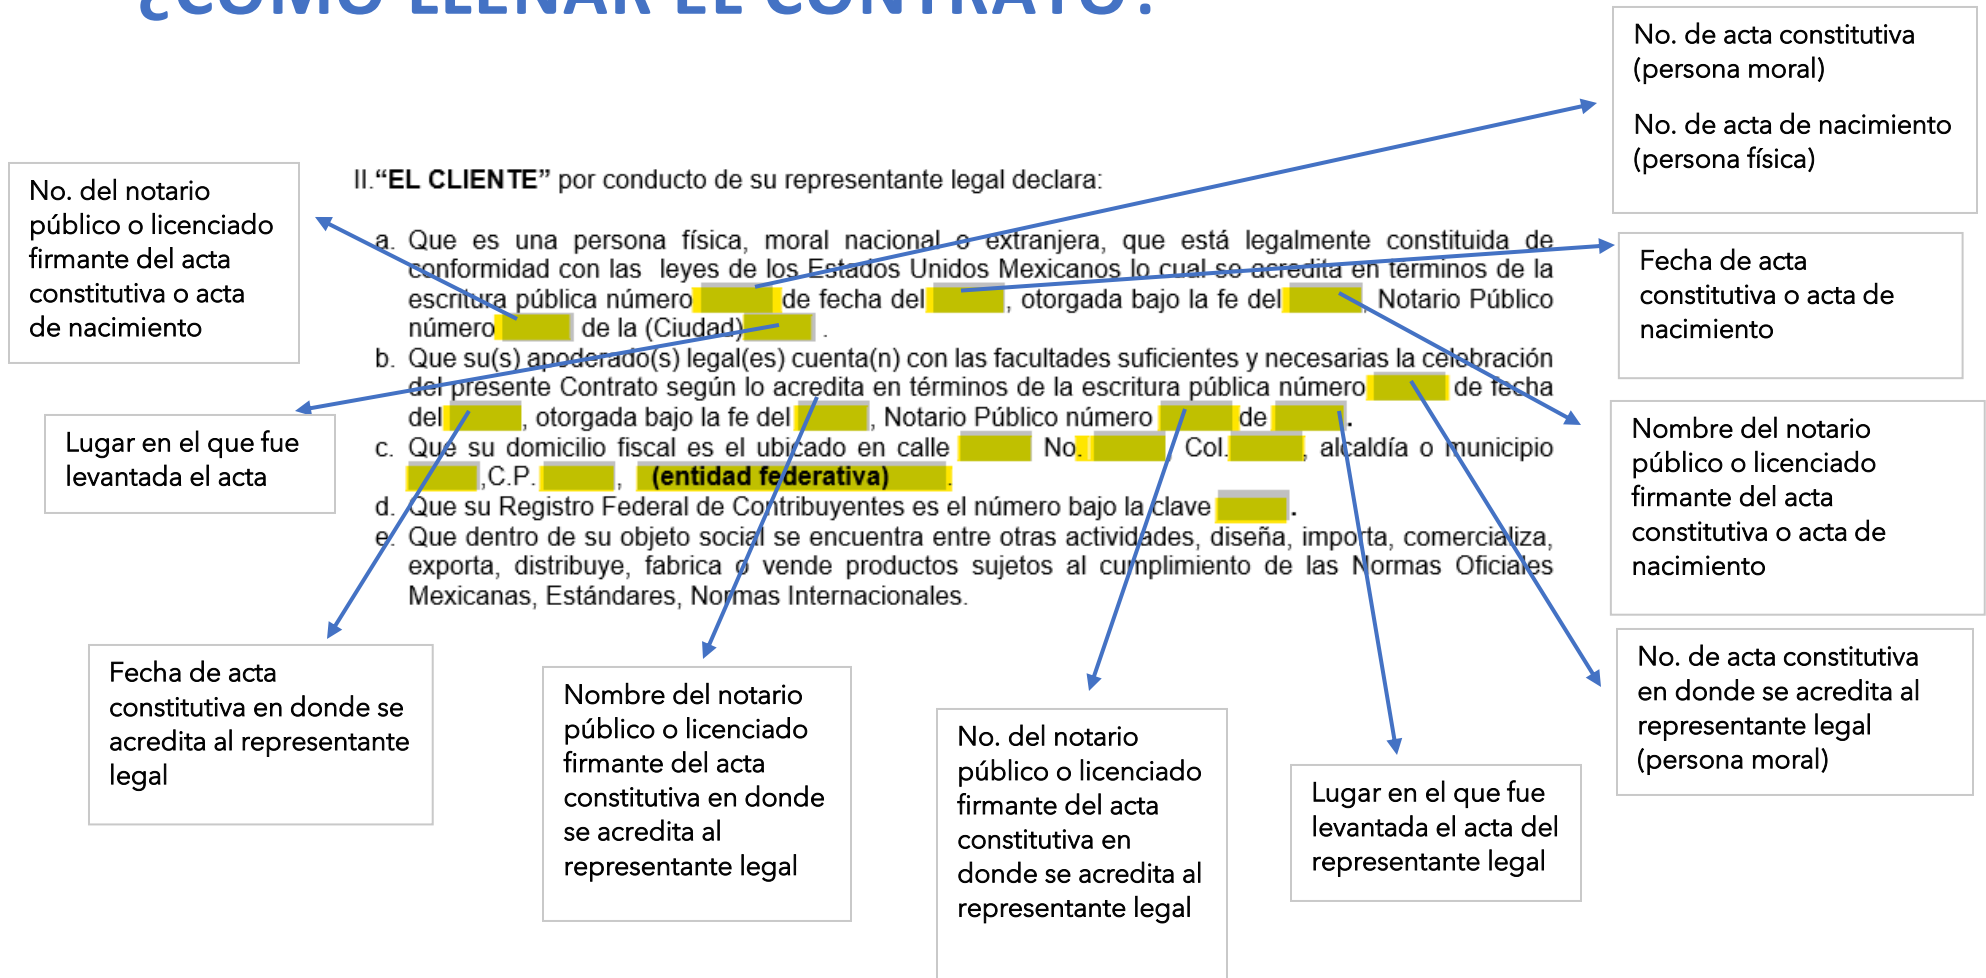 ¿CÓMO LLENAR EL CONTRATO?
No. de acta constitutiva
(persona moral)
No. de acta de nacimiento
(persona física)
No. del notario
público o licenciado
firmante del acta
constitutiva o acta
de nacimiento
II.“EL CLIENTE” por conducto de su representante legal declara:
a. Que es una persona física, moral nacional o extranjera, que está legalmente constituida de
conformidad con las leyes de los Estados Unidos Mexicanos lo cual se acredita en términos de la
escritura pública número de fecha del , otorgada bajo la fe del , Notario Público
número de la (Ciudad) .
b. Que su(s) apoderado(s) legal(es) cuenta(n) con las facultades suficientes y necesarias la celebración
del presente Contrato según lo acredita en términos de la escritura pública número de fecha
del , otorgada bajo la fe del , Notario Público número de .
c. Que su domicilio fiscal es el ubicado en calle No. , Col. , alcaldía o municipio
,C.P. , (entidad federativa) .
d. Que su Registro Federal de Contribuyentes es el número bajo la clave .
e. Que dentro de su objeto social se encuentra entre otras actividades, diseña, importa, comercializa,
exporta, distribuye, fabrica o vende productos sujetos al cumplimiento de las Normas Oficiales
Mexicanas, Estándares, Normas Internacionales.
Fecha de acta
constitutiva o acta de
nacimiento
Lugar en el que fue
levantada el acta
Nombre del notario
público o licenciado
firmante del acta
constitutiva o acta de
nacimiento
Fecha de acta
constitutiva en donde se
acredita al representante
legal
Nombre del notario
público o licenciado
firmante del acta
constitutiva en donde
se acredita al
representante legal
No. del notario
público o licenciado
firmante del acta
constitutiva en
donde se acredita al
representante legal
Lugar en el que fue
levantada el acta del
representante legal
No. de acta constitutiva
en donde se acredita al
representante legal
(persona moral)